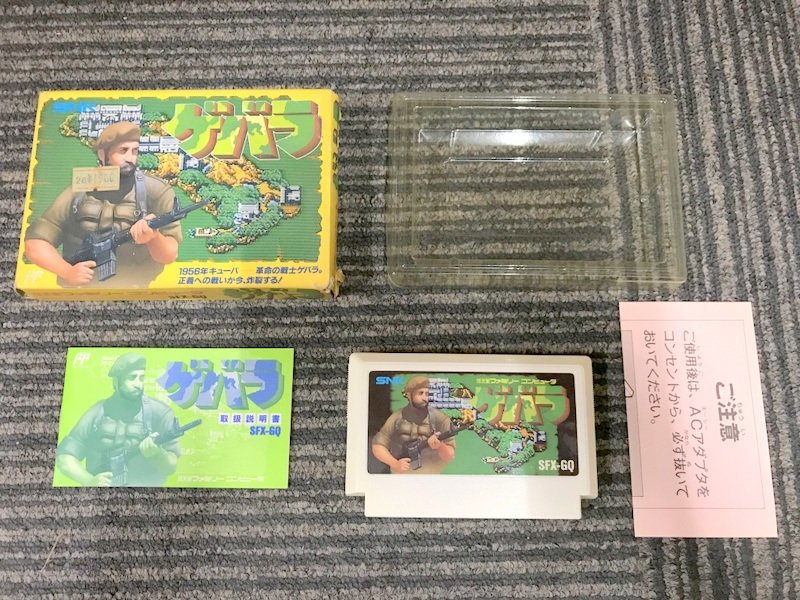 SNK
ゲバラ
1956年キューバ 革命の戦士ゲバラ。
正義への戦いが今、炸裂する!
SFX-GQ
ゲバラ
取扱説明書
SFX-GQ
ファミリー コンピュータ
SNK
ファミリー コンピュータ
ゲバラ
SFX-GQ
ご注意
ご使用後は、ACアダプタを
コンセントから、必ず抜いて
おいてください。